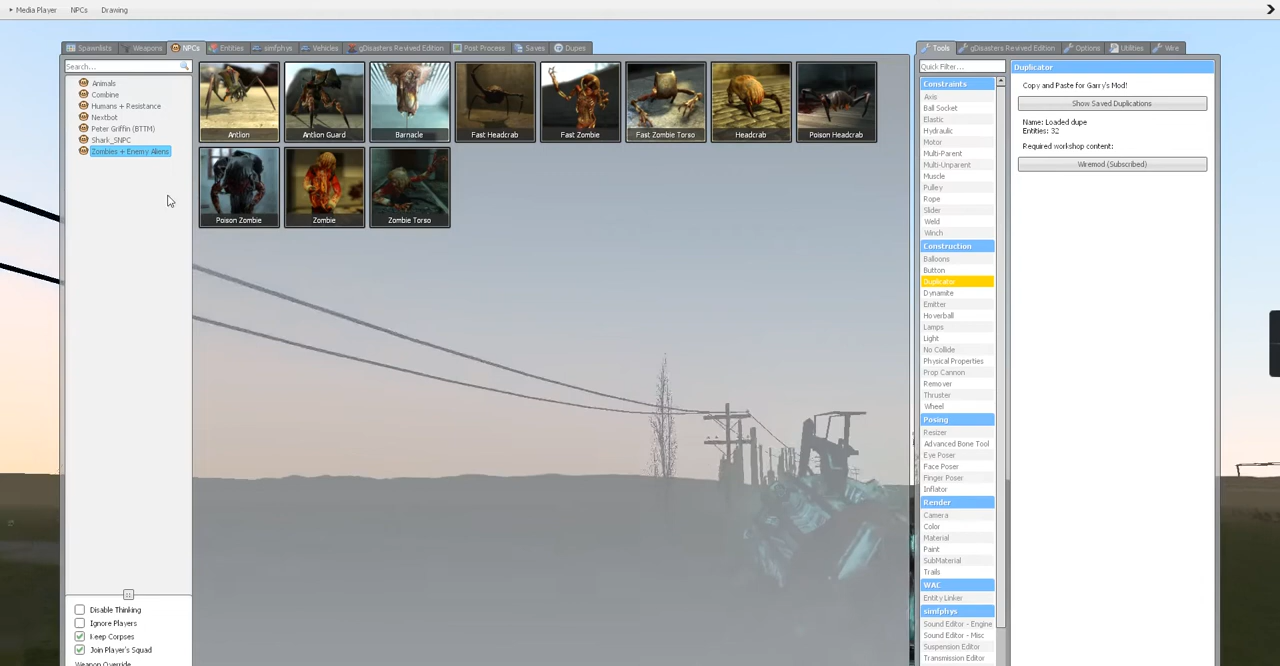 Media Player NPCs Drawing
Spawnlists Weapons NPCs Entities simfphys Vehicles gDisasters Revived Edition Post Process Saves Dupes
Search...
Animals
Combine
Humans + Resistance
Nextbot
Peter Griffin (BTTM)
Shark_SNPC
Zombies + Enemy Aliens
Antlion
Antlion Guard
Barnacle
Fast Headcrab
Fast Zombie
Fast Zombie Torso
Headcrab
Poison Headcrab
Poison Zombie
Zombie
Zombie Torso
Disable Thinking
Ignore Players
Keep Corpses
Join Player's Squad
Weapon Override
Tools gDisasters Revived Edition Options Utilities Wire
Quick Filter...
Constraints
Axis
Ball Socket
Elastic
Hydraulic
Motor
Multi-Parent
Multi-Unparent
Muscle
Pulley
Rope
Slider
Weld
Winch
Construction
Balloons
Button
Duplicator
Dynamite
Emitter
Hoverball
Lamps
Light
No Collide
Physical Properties
Prop Cannon
Remover
Thruster
Wheel
Posing
Resizer
Advanced Bone Tool
Eye Poser
Face Poser
Finger Poser
Inflator
Render
Camera
Color
Material
Paint
SubMaterial
Trails
WAC
Entity Linker
simfphys
Sound Editor - Engine
Sound Editor - Misc
Suspension Editor
Transmission Editor
Duplicator
Copy and Paste for Garry's Mod!
Show Saved Duplications
Name: Loaded dupe
Entities: 32
Required workshop content:
Wiremod (Subscribed)